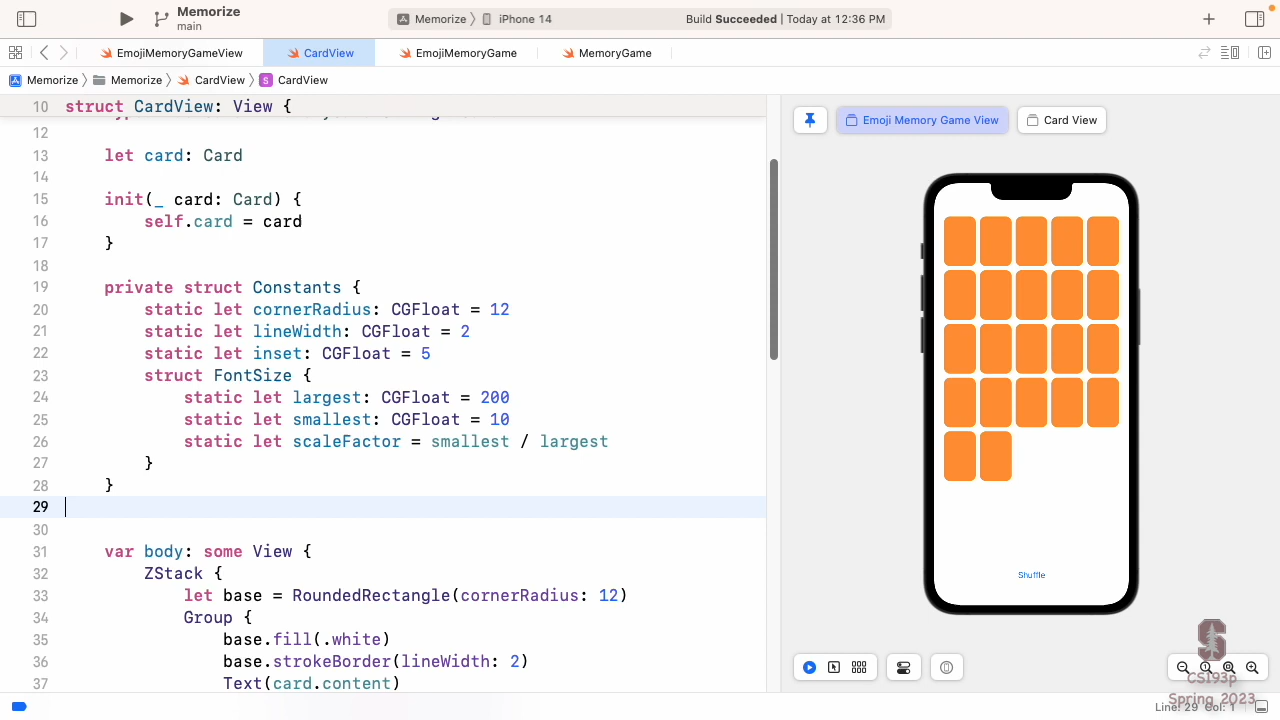 Memorize
main
Memorize 〉 iPhone 14
Build Succeeded | Today at 12:36 PM
EmojiMemoryGameView
CardView
EmojiMemoryGame
MemoryGame
Memorize 〉 Memorize 〉 CardView 〉 S CardView
10 struct CardView: View {
12
13 let card: Card
14
15 init(_ card: Card) {
16 self.card = card
17 }
18
19 private struct Constants {
20 static let cornerRadius: CGFloat = 12
21 static let lineWidth: CGFloat = 2
22 static let inset: CGFloat = 5
23 struct FontSize {
24 static let largest: CGFloat = 200
25 static let smallest: CGFloat = 10
26 static let scaleFactor = smallest / largest
27 }
28 }
29
30
31 var body: some View {
32 ZStack {
33 let base = RoundedRectangle(cornerRadius: 12)
34 Group {
35 base.fill(.white)
36 base.strokeBorder(lineWidth: 2)
37 Text(card.content)
Emoji Memory Game View
Card View
Shuffle
S
CS193p
Spring 2023
Line: 29 Col: 1